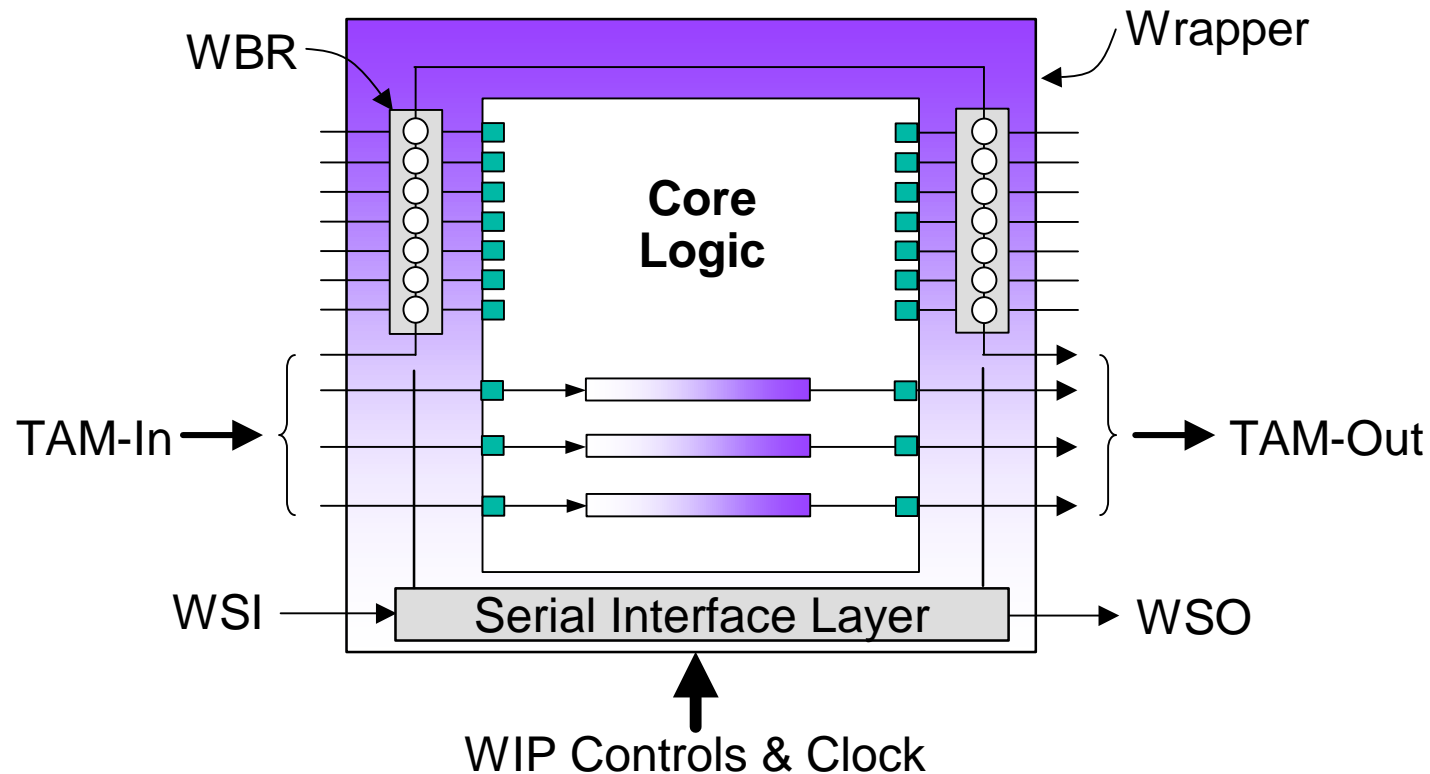 WBR
Wrapper
Core
Logic
TAM-In
TAM-Out
WSI
Serial Interface Layer
WSO
WIP Controls & Clock